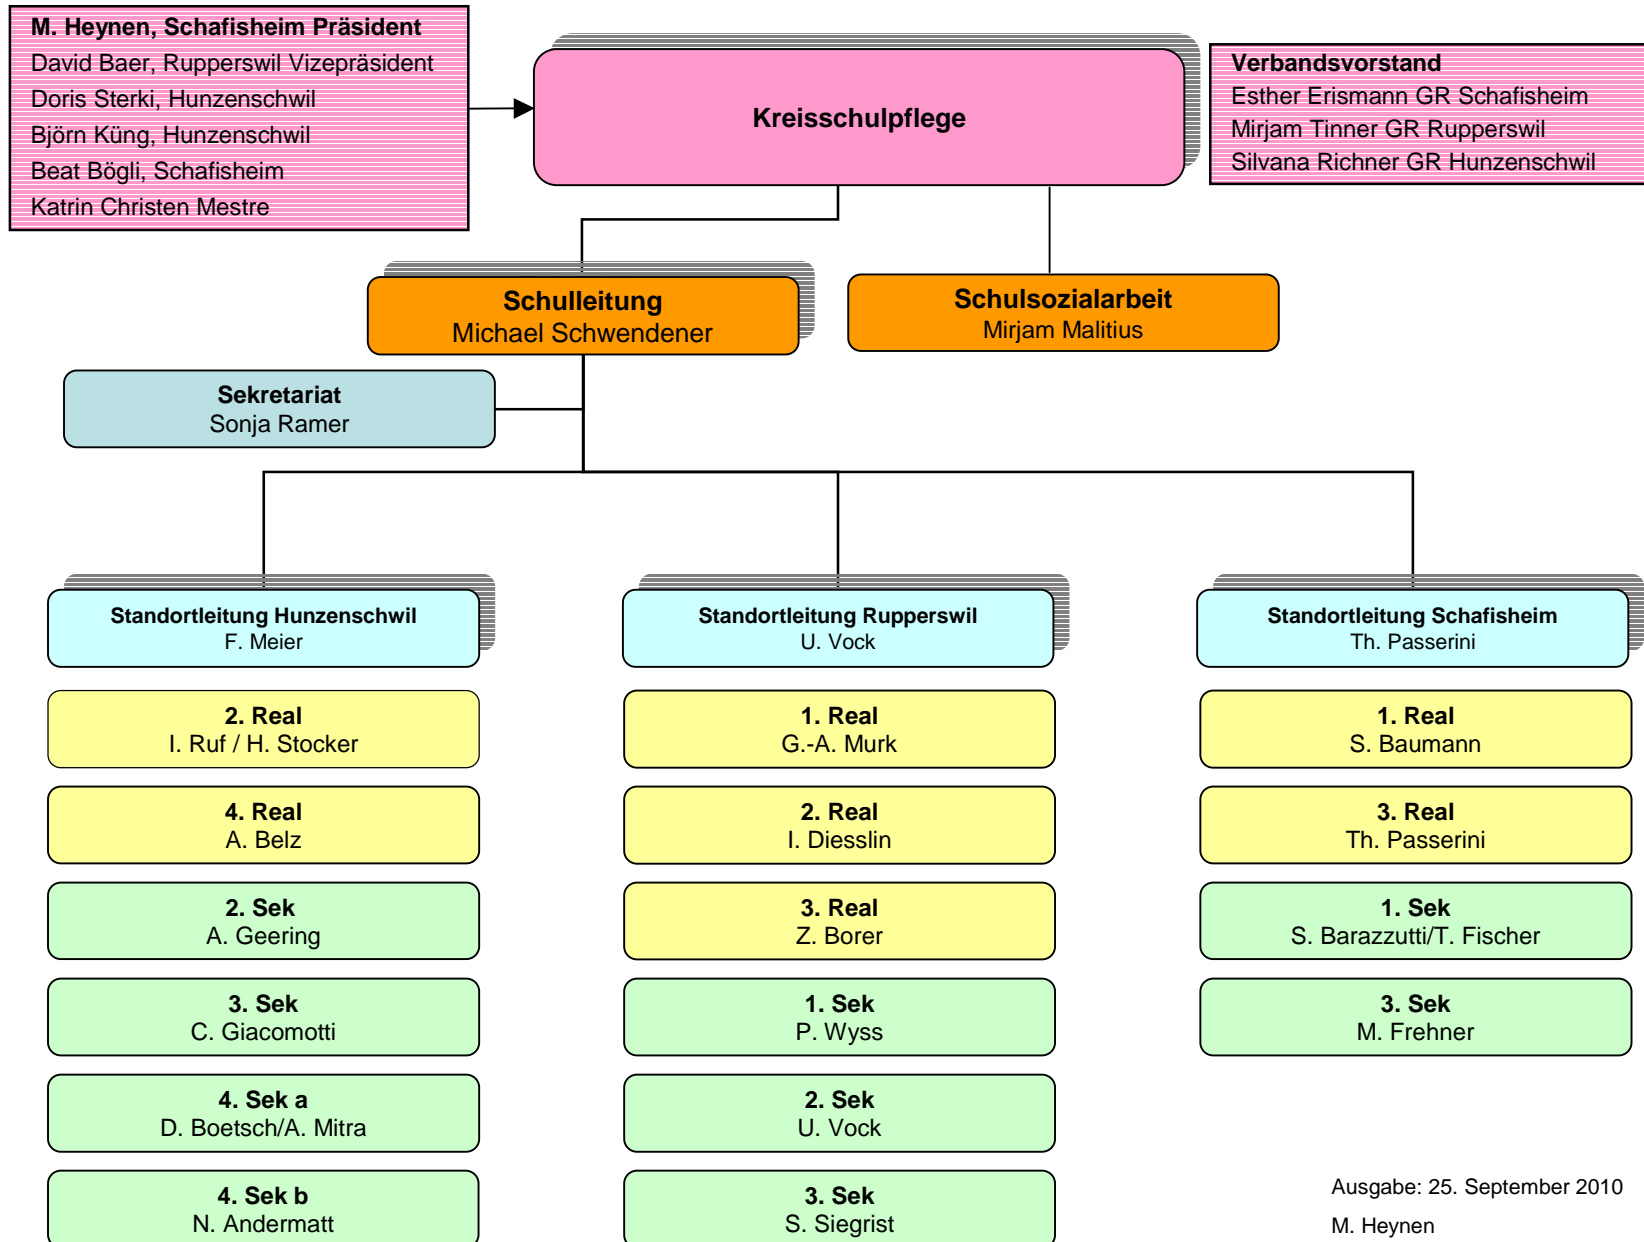 M. Heynen, Schafisheim Präsident
David Baer, Rupperswil Vizepräsident
Doris Sterki, Hunzenschwil
Björn Küng, Hunzenschwil
Beat Bögli, Schafisheim
Katrin Christen Mestre
Kreisschulpflege
Verbandsvorstand
Esther Erismann GR Schafisheim
Mirjam Tinner GR Rupperswil
Silvana Richner GR Hunzenschwil
Schulleitung
Michael Schwendener
Schulsozialarbeit
Mirjam Malitius
Sekretariat
Sonja Ramer
Standortleitung Hunzenschwil
F. Meier
2. Real
I. Ruf / H. Stocker
4. Real
A. Belz
2. Sek
A. Geering
3. Sek
C. Giacomotti
4. Sek a
D. Boetsch/A. Mitra
4. Sek b
N. Andermatt
Standortleitung Rupperswil
U. Vock
1. Real
G.-A. Murk
2. Real
I. Diesslin
3. Real
Z. Borer
1. Sek
P. Wyss
2. Sek
U. Vock
3. Sek
S. Siegrist
Standortleitung Schafisheim
Th. Passerini
1. Real
S. Baumann
3. Real
Th. Passerini
1. Sek
S. Barazzutti/T. Fischer
3. Sek
M. Frehner
Ausgabe: 25. September 2010
M. Heynen